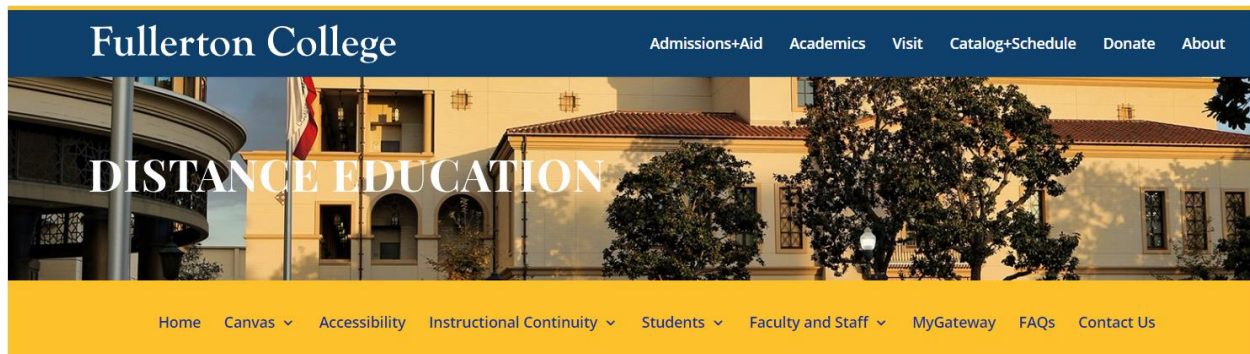 Fullerton College
Admissions+Aid Academics Visit Catalog+Schedule Donate About
DISTANCE EDUCATION
Home Canvas Accessibility Instructional Continuity Students Faculty and Staff MyGateway FAQs Contact Us